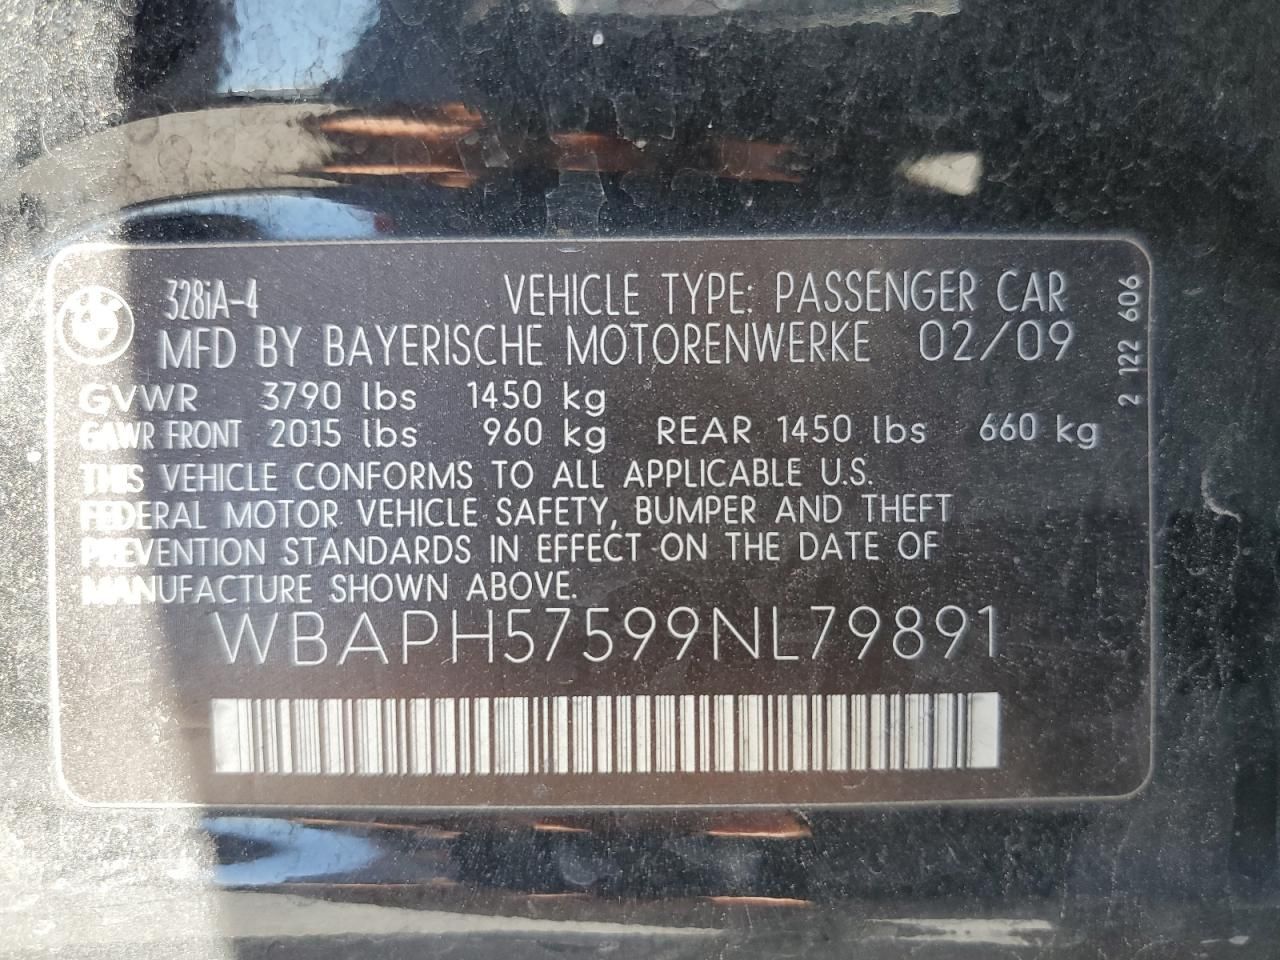 328iA-4 VEHICLE TYPE: PASSENGER CAR
MFD BY BAYERISCHE MOTORENWERKE 02/09
GVWR 3790 lbs 1450 kg
GAWR FRONT 2015 lbs 960 kg REAR 1450 lbs 660 kg
THIS VEHICLE CONFORMS TO ALL APPLICABLE U.S.
FEDERAL MOTOR VEHICLE SAFETY, BUMPER AND THEFT
PREVENTION STANDARDS IN EFFECT ON THE DATE OF
MANUFACTURE SHOWN ABOVE.
WBAPH57599NL79891
2 122 606